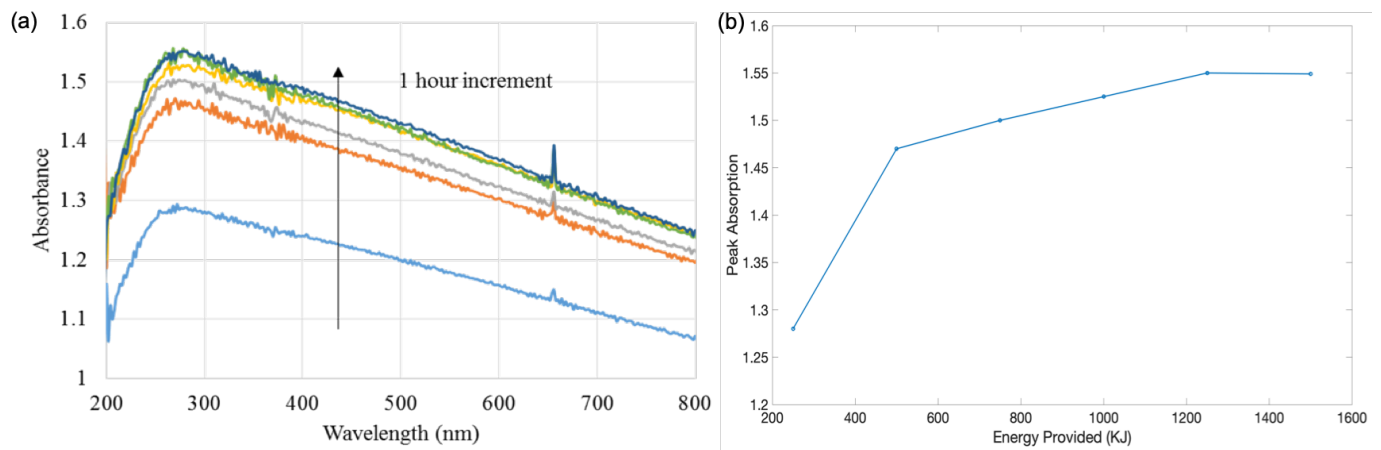 (a)
1.6
1.5
1.4
1.3
1.2
1.1
1
Absorbance
1 hour increment
200 300 400 500 600 700 800
Wavelength (nm)
(b)
1.6
1.55
1.5
1.45
1.4
1.35
1.3
1.25
1.2
Peak Absorption
200 400 600 800 1000 1200 1400 1600
Energy Provided (KJ)